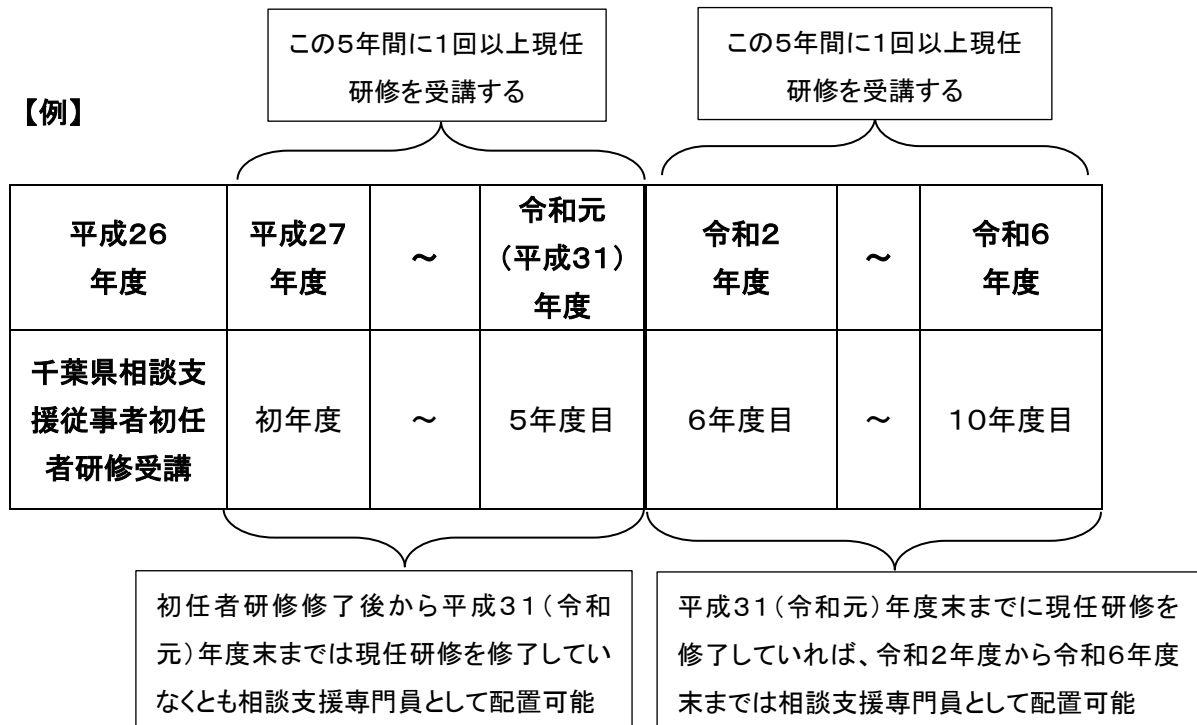 この5年間に1回以上現任
研修を受講する
この5年間に1回以上現任
研修を受講する
【例】
平成26
年度
平成27
年度
～
令和元
（平成31）
年度
令和2
年度
～
令和6
年度
千葉県相談支
援従事者初任
者研修受講
初年度
～
5年度目
6年度目
～
10年度目
初任者研修修了後から平成31（令和
元）年度末までは現任研修を修了してい
なくとも相談支援専門員として配置可能
平成31（令和元）年度末までに現任研修を
修了していれば、令和2年度から令和6年度
末までは相談支援専門員として配置可能